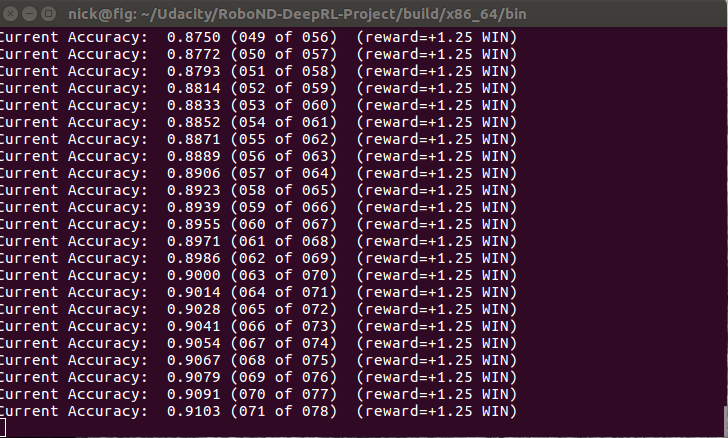 nick@fig: ~/Udacity/RoboND-DeepRL-Project/build/x86_64/bin
Current Accuracy:  0.8750 (049 of 056)  (reward=+1.25 WIN)
Current Accuracy:  0.8772 (050 of 057)  (reward=+1.25 WIN)
Current Accuracy:  0.8793 (051 of 058)  (reward=+1.25 WIN)
Current Accuracy:  0.8814 (052 of 059)  (reward=+1.25 WIN)
Current Accuracy:  0.8833 (053 of 060)  (reward=+1.25 WIN)
Current Accuracy:  0.8852 (054 of 061)  (reward=+1.25 WIN)
Current Accuracy:  0.8871 (055 of 062)  (reward=+1.25 WIN)
Current Accuracy:  0.8889 (056 of 063)  (reward=+1.25 WIN)
Current Accuracy:  0.8906 (057 of 064)  (reward=+1.25 WIN)
Current Accuracy:  0.8923 (058 of 065)  (reward=+1.25 WIN)
Current Accuracy:  0.8939 (059 of 066)  (reward=+1.25 WIN)
Current Accuracy:  0.8955 (060 of 067)  (reward=+1.25 WIN)
Current Accuracy:  0.8971 (061 of 068)  (reward=+1.25 WIN)
Current Accuracy:  0.8986 (062 of 069)  (reward=+1.25 WIN)
Current Accuracy:  0.9000 (063 of 070)  (reward=+1.25 WIN)
Current Accuracy:  0.9014 (064 of 071)  (reward=+1.25 WIN)
Current Accuracy:  0.9028 (065 of 072)  (reward=+1.25 WIN)
Current Accuracy:  0.9041 (066 of 073)  (reward=+1.25 WIN)
Current Accuracy:  0.9054 (067 of 074)  (reward=+1.25 WIN)
Current Accuracy:  0.9067 (068 of 075)  (reward=+1.25 WIN)
Current Accuracy:  0.9079 (069 of 076)  (reward=+1.25 WIN)
Current Accuracy:  0.9091 (070 of 077)  (reward=+1.25 WIN)
Current Accuracy:  0.9103 (071 of 078)  (reward=+1.25 WIN)